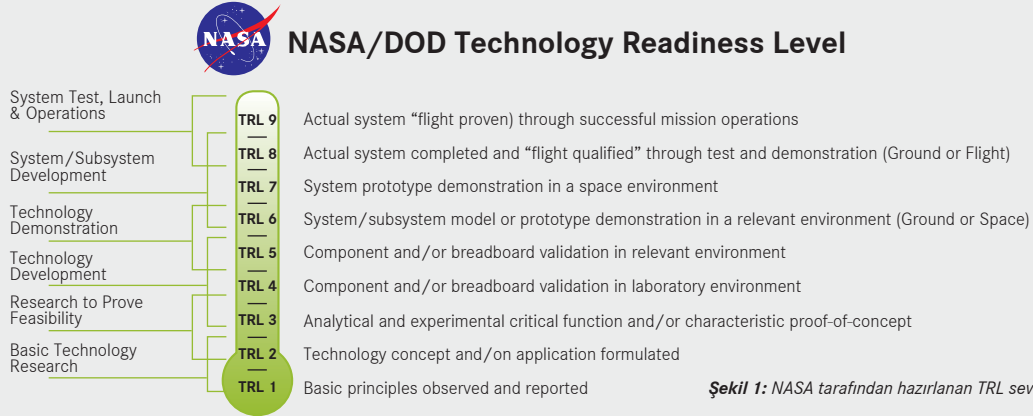 NASA
NASA/DOD Technology Readiness Level
System Test, Launch
& Operations
System/Subsystem
Development
Technology
Demonstration
Technology
Development
Research to Prove
Feasibility
Basic Technology
Research
TRL 9 Actual system “flight proven) through successful mission operations
TRL 8 Actual system completed and “flight qualified” through test and demonstration (Ground or Flight)
TRL 7 System prototype demonstration in a space environment
TRL 6 System/subsystem model or prototype demonstration in a relevant environment (Ground or Space)
TRL 5 Component and/or breadboard validation in relevant environment
TRL 4 Component and/or breadboard validation in laboratory environment
TRL 3 Analytical and experimental critical function and/or characteristic proof-of-concept
TRL 2 Technology concept and/on application formulated
TRL 1 Basic principles observed and reported
Şekil 1: NASA tarafından hazırlanan TRL